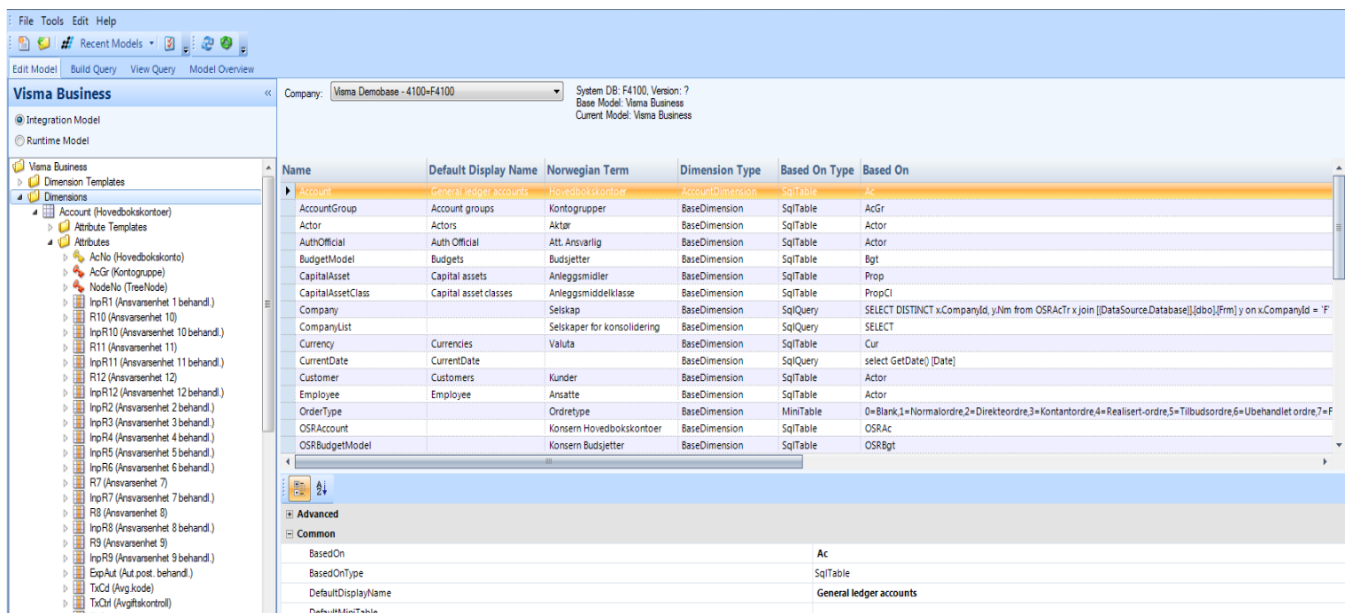 File Tools Edit Help
Recent Models
Edit Model Build Query View Query Model Overview
Visma Business «
Integration Model
Runtime Model
Company: Visma Demobase - 4100=F4100
System DB: F4100, Version: ?
Base Model: Visma Business
Current Model: Visma Business
Visma Business
Dimension Templates
Dimensions
Account (Hovedbokskontoer)
Attribute Templates
Attributes
AcNo (Hovedbokskonto)
AcGr (Kontogruppe)
NodeNo (TreeNode)
InpR1 (Ansvarsenhet 1 behandl.)
R10 (Ansvarsenhet 10)
InpR10 (Ansvarsenhet 10 behandl.)
R11 (Ansvarsenhet 11)
InpR11 (Ansvarsenhet 11 behandl.)
R12 (Ansvarsenhet 12)
InpR12 (Ansvarsenhet 12 behandl.)
InpR2 (Ansvarsenhet 2 behandl.)
InpR3 (Ansvarsenhet 3 behandl.)
InpR4 (Ansvarsenhet 4 behandl.)
InpR5 (Ansvarsenhet 5 behandl.)
InpR6 (Ansvarsenhet 6 behandl.)
R7 (Ansvarsenhet 7)
InpR7 (Ansvarsenhet 7 behandl.)
R8 (Ansvarsenhet 8)
InpR8 (Ansvarsenhet 8 behandl.)
R9 (Ansvarsenhet 9)
InpR9 (Ansvarsenhet 9 behandl.)
ExpAut (Aut.post. behandl.)
TxCd (Avg.kode)
TxCtrl (Avgiftskontroll)
Name Default Display Name Norwegian Term Dimension Type Based On Type Based On
Account General ledger accounts Hovedbokskontoer AccountDimension SqlTable Ac
AccountGroup Account groups Kontogrupper BaseDimension SqlTable AcGr
Actor Actors Aktør BaseDimension SqlTable Actor
AuthOfficial Auth Official Att. Ansvarlig BaseDimension SqlTable Actor
BudgetModel Budgets Budsjetter BaseDimension SqlTable Bgt
CapitalAsset Capital assets Anleggsmidler BaseDimension SqlTable Prop
CapitalAssetClass Capital asset classes Anleggsmiddelklasse BaseDimension SqlTable PropCl
Company Selskap BaseDimension SqlQuery SELECT DISTINCT x.CompanyId, y.Nm from OSRAcTr x join [[DataSource.Database]].[dbo].[Frm] y on x.CompanyId = 'F'
CompanyList Selskaper for konsolidering BaseDimension SqlQuery SELECT
Currency Currencies Valuta BaseDimension SqlTable Cur
CurrentDate CurrentDate BaseDimension SqlQuery select GetDate() [Date]
Customer Customers Kunder BaseDimension SqlTable Actor
Employee Employee Ansatte BaseDimension SqlTable Actor
OrderType Ordretype BaseDimension MiniTable 0=Blank,1=Normalordre,2=Direkteordre,3=Kontantordre,4=Realisert-ordre,5=Tilbudsordre,6=Ubehandlet ordre,7=F
OSRAccount Konsern Hovedbokskontoer BaseDimension SqlTable OSRAc
OSRBudgetModel Konsern Budsjetter BaseDimension SqlTable OSRBgt
Advanced
Common
BasedOn Ac
BasedOnType SqlTable
DefaultDisplayName General ledger accounts
DefaultMiniTable